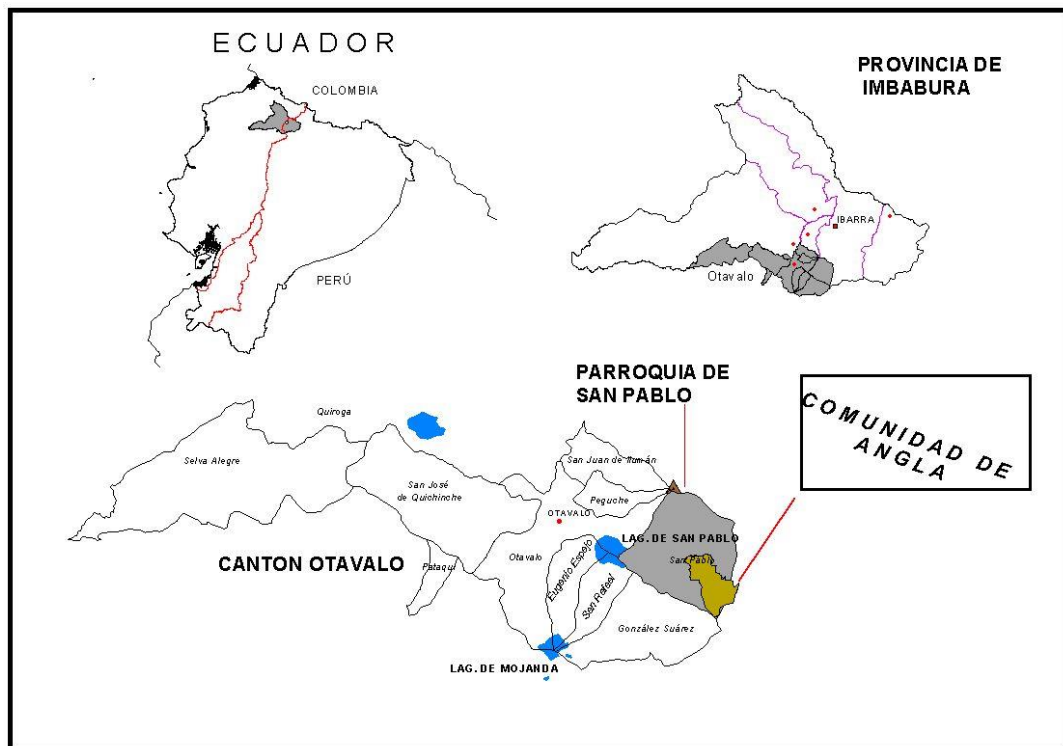 ECUADOR
COLOMBIA
PERÚ
PROVINCIA DE
IMBABURA
IBARRA
Otavalo
PARROQUIA DE
SAN PABLO
COMUNIDAD DE
ANGLA
Quiroga
Selva Alegre
San José
de Quichinche
San Juan de Ilumán
Peguche
OTAVALO
LAG. DE SAN PABLO
San Pablo
CANTON OTAVALO
Pataquí
Otavalo
Eugenio Espejo
San Rafael
González Suárez
LAG. DE MOJANDA